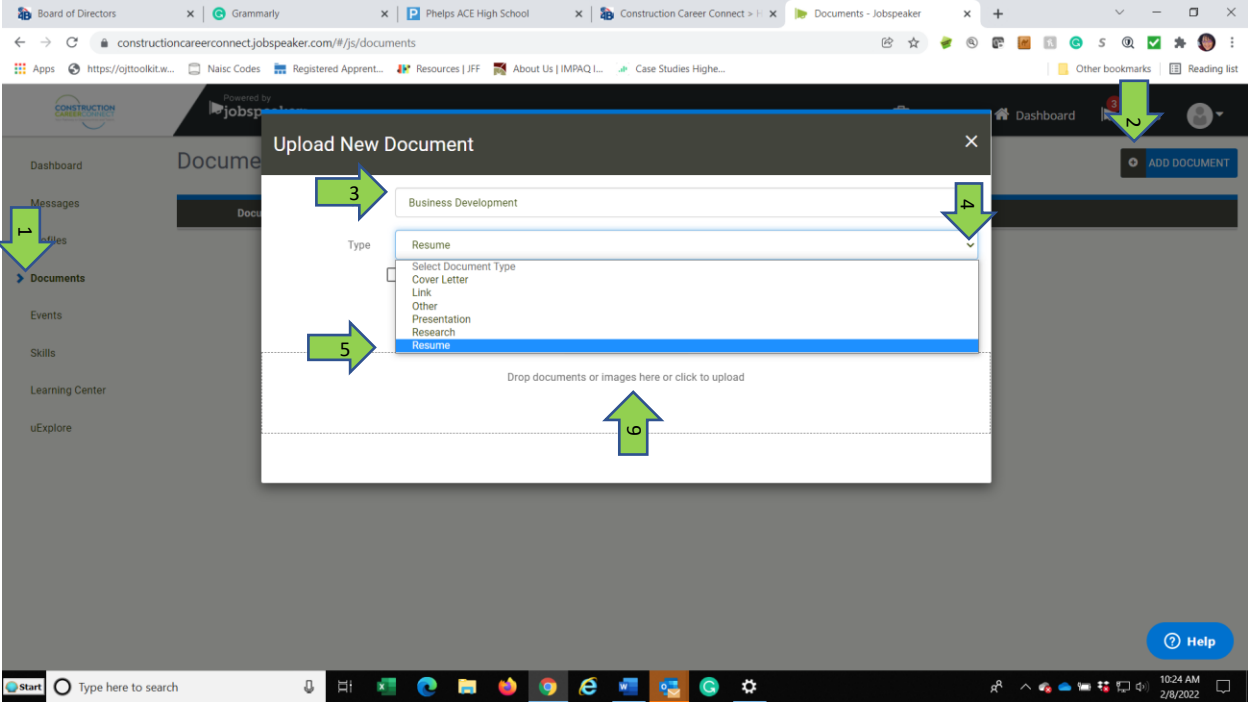 Board of Directors
Grammarly
Phelps ACE High School
Construction Career Connect > H
Documents - Jobspeaker
constructioncareerconnect.jobspeaker.com/#/js/documents
Apps
https://ojttoolkit.w...
Naisc Codes
Registered Apprent...
Resources | JFF
About Us | IMPAQ I...
Case Studies Highe...
Other bookmarks
Reading list
CONSTRUCTION
CAREERCONNECT
Powered by
jobsp
Dashboard
3
2
Upload New Document
Docume
ADD DOCUMENT
Dashboard
Messages
Profiles
Documents
Events
Skills
Learning Center
uExplore
1
Docu
3
Business Development
4
Type
Resume
Select Document Type
Cover Letter
Link
Other
Presentation
Research
Resume
5
Drop documents or images here or click to upload
6
Help
Start
Type here to search
10:24 AM
2/8/2022